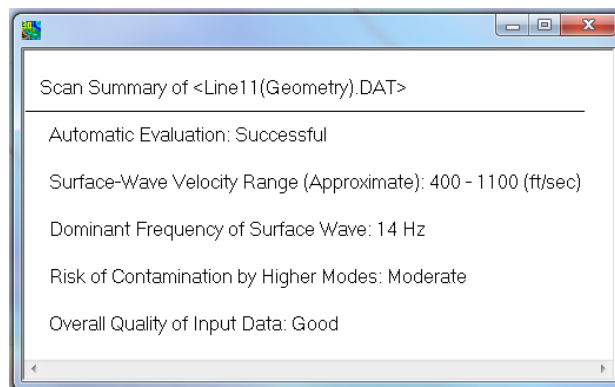 Scan Summary of <Line11(Geometry).DAT>
Automatic Evaluation: Successful
Surface-Wave Velocity Range (Approximate): 400 - 1100 (ft/sec)
Dominant Frequency of Surface Wave: 14 Hz
Risk of Contamination by Higher Modes: Moderate
Overall Quality of Input Data: Good